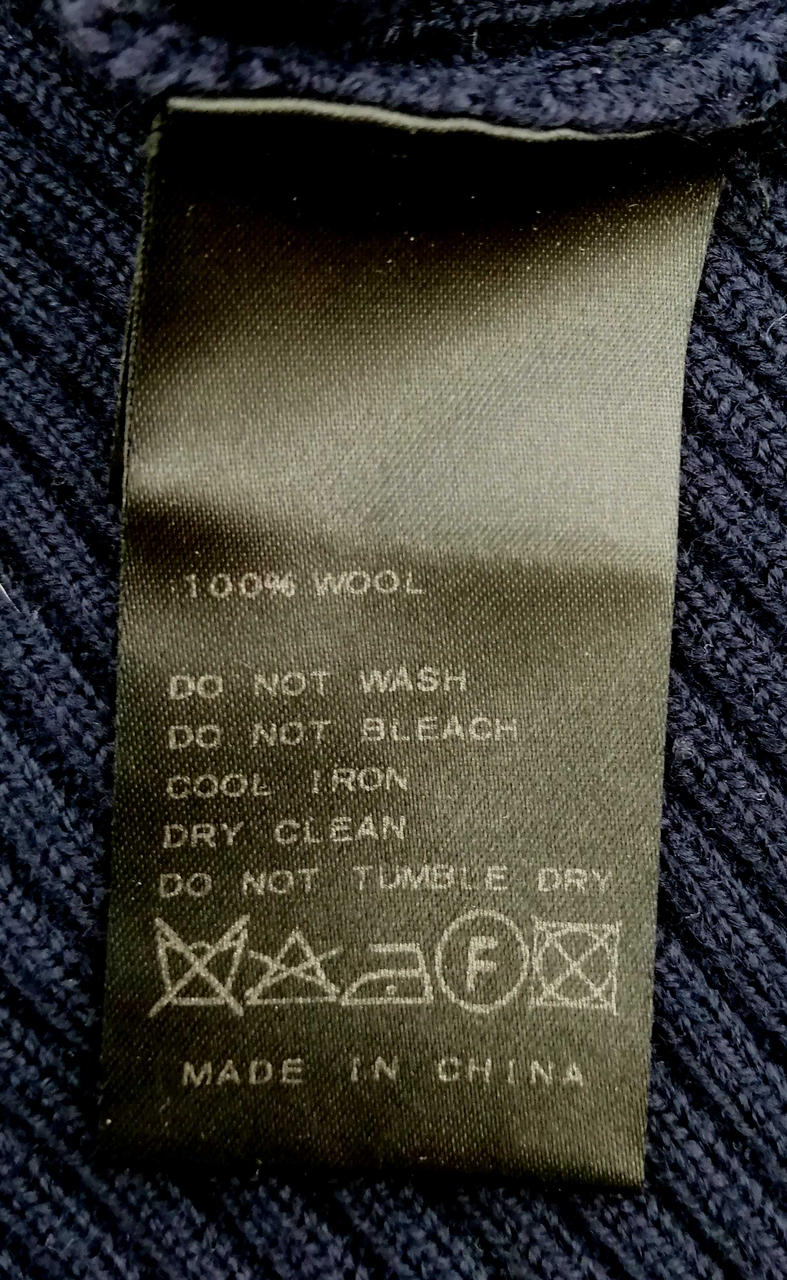 100% WOOL
DO NOT WASH
DO NOT BLEACH
COOL IRON
DRY CLEAN
DO NOT TUMBLE DRY
F
MADE IN CHINA